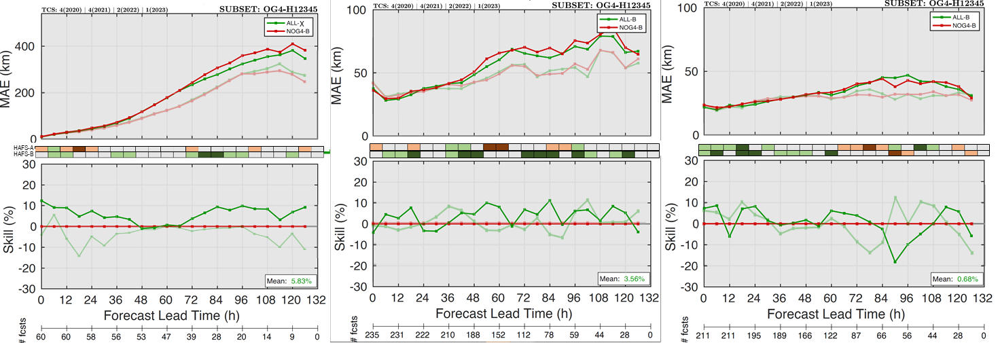 TCS: 4(2020) | 4(2021) | 2(2022) | 1(2023) SUBSET: OG4-H12345
ALL-X
NOG4-B
MAE (km)
400
200
0
HAFS-A
HAFS-B
Skill (%)
30
20
10
0
-10
-20
-30
Mean: 5.83%
0 12 24 36 48 60 72 84 96 108 120 132
Forecast Lead Time (h)
# fcsts
60 60 58 56 53 47 39 28 20 14 9 0
TCS: 4(2020) | 4(2021) | 2(2022) | 1(2023) SUBSET: OG4-H12345
ALL-B
NOG4-B
MAE (km)
100
50
0
Skill (%)
30
20
10
0
-10
-20
-30
Mean: 3.56%
0 12 24 36 48 60 72 84 96 108 120 132
Forecast Lead Time (h)
# fcsts
235 231 222 210 188 152 112 78 59 44 28 0
TCS: 4(2020) | 4(2021) | 2(2022) | 1(2023) SUBSET: OG4-H12345
ALL-B
NOG4-B
MAE (km)
100
50
0
Skill (%)
30
20
10
0
-10
-20
-30
Mean: 0.68%
0 12 24 36 48 60 72 84 96 108 120 132
Forecast Lead Time (h)
# fcsts
211 211 195 189 166 122 87 66 56 44 28 0